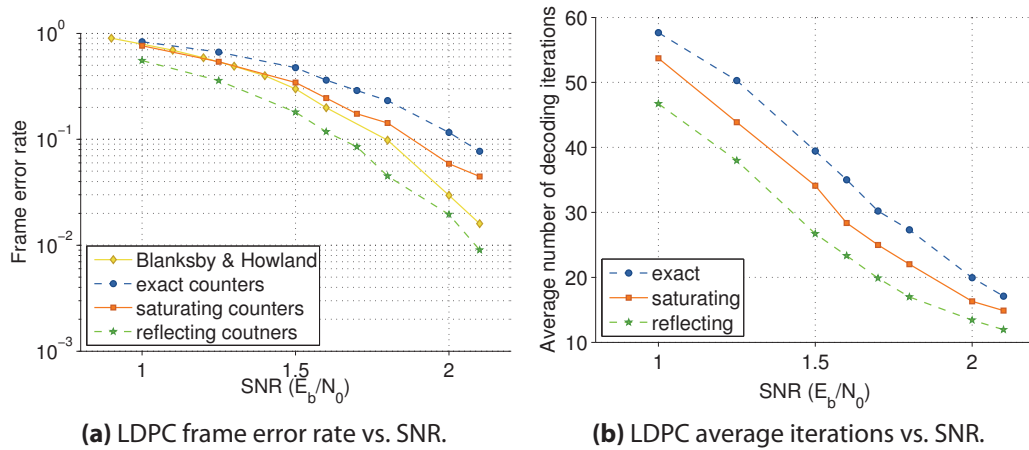 10^0
10^-1
10^-2
10^-3
Frame error rate
Blanksby & Howland
exact counters
saturating counters
reflecting coutners
1 1.5 2
SNR (E_b/N_0)
(a) LDPC frame error rate vs. SNR.
60
50
40
30
20
10
Average number of decoding iterations
exact
saturating
reflecting
1 1.5 2
SNR (E_b/N_0)
(b) LDPC average iterations vs. SNR.